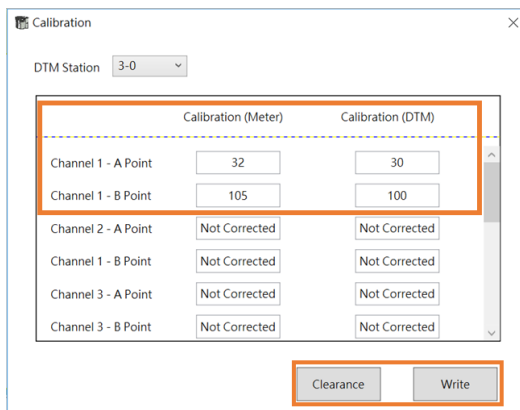 Calibration
DTM Station 3-0
Calibration (Meter) Calibration (DTM)
Channel 1 - A Point 32 30
Channel 1 - B Point 105 100
Channel 2 - A Point Not Corrected Not Corrected
Channel 1 - B Point Not Corrected Not Corrected
Channel 3 - A Point Not Corrected Not Corrected
Channel 3 - B Point Not Corrected Not Corrected
Clearance Write